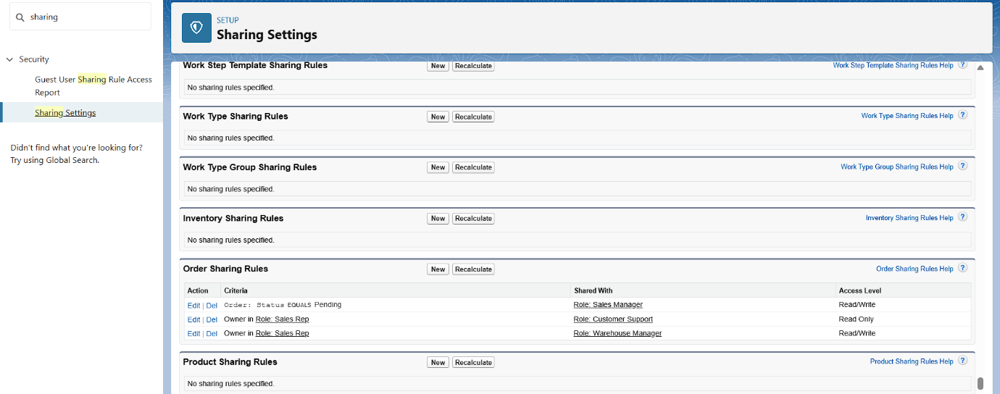 sharing
Security
Guest User Sharing Rule Access
Report
Sharing Settings
Didn't find what you're looking for?
Try using Global Search.
SETUP
Sharing Settings
Work Step Template Sharing Rules New Recalculate Work Step Template Sharing Rules Help ?
No sharing rules specified.
Work Type Sharing Rules New Recalculate Work Type Sharing Rules Help ?
No sharing rules specified.
Work Type Group Sharing Rules New Recalculate Work Type Group Sharing Rules Help ?
No sharing rules specified.
Inventory Sharing Rules New Recalculate Inventory Sharing Rules Help ?
No sharing rules specified.
Order Sharing Rules New Recalculate Order Sharing Rules Help ?
Action Criteria Shared With Access Level
Edit | Del Order: Status EQUALS Pending Role: Sales Manager Read/Write
Edit | Del Owner in Role: Sales Rep Role: Customer Support Read Only
Edit | Del Owner in Role: Sales Rep Role: Warehouse Manager Read/Write
Product Sharing Rules New Recalculate Product Sharing Rules Help ?
No sharing rules specified.